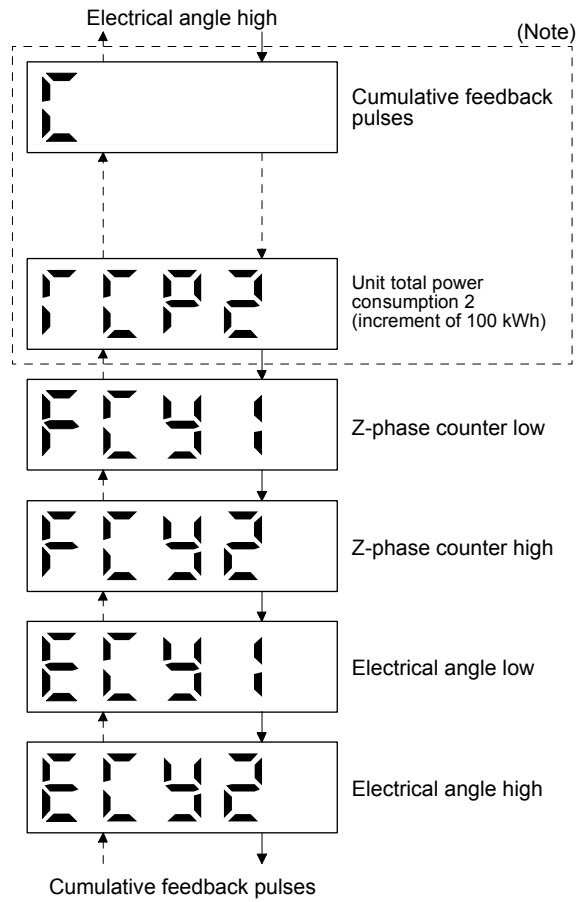 Electrical angle high
(Note)
C
Cumulative feedback
pulses
TCP2
Unit total power
consumption 2
(increment of 100 kWh)
FCY1
Z-phase counter low
FCY2
Z-phase counter high
ECY1
Electrical angle low
ECY2
Electrical angle high
Cumulative feedback pulses